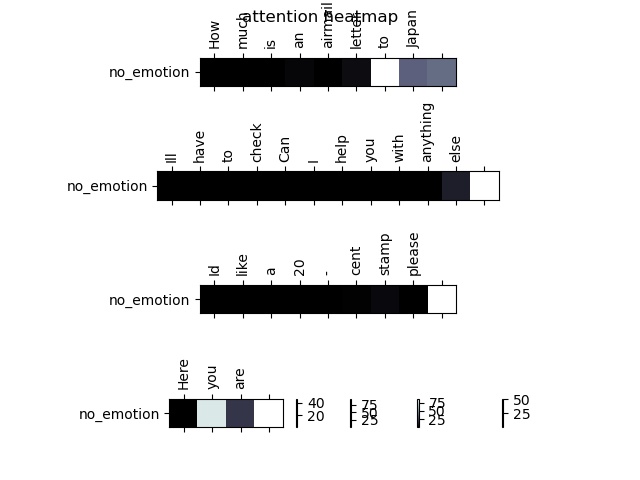 attention heatmap
How much is an airmail letter to Japan
no_emotion
Ill have to check Can I help you with anything else
no_emotion
Id like a 20 - cent stamp please
no_emotion
Here you are
no_emotion
40 20
75 50 25
75 50 25
50 25